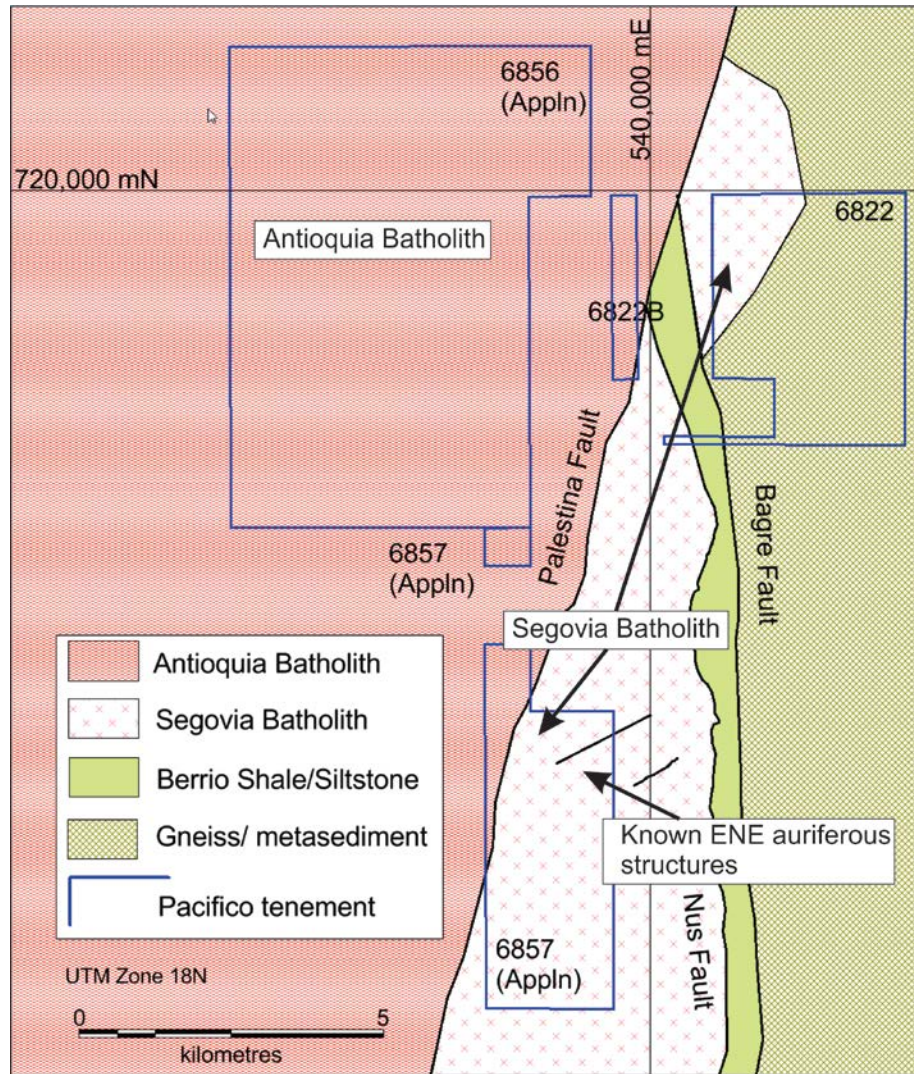 6856
(Appln)
540,000 mE
720,000 mN
6822
Antioquia Batholith
6822B
Palestina Fault
Bagre Fault
6857
(Appln)
Segovia Batholith
Antioquia Batholith
Segovia Batholith
Berrio Shale/Siltstone
Gneiss/ metasediment
Pacifico tenement
Known ENE auriferous
structures
Nus Fault
6857
(Appln)
UTM Zone 18N
0 5
kilometres